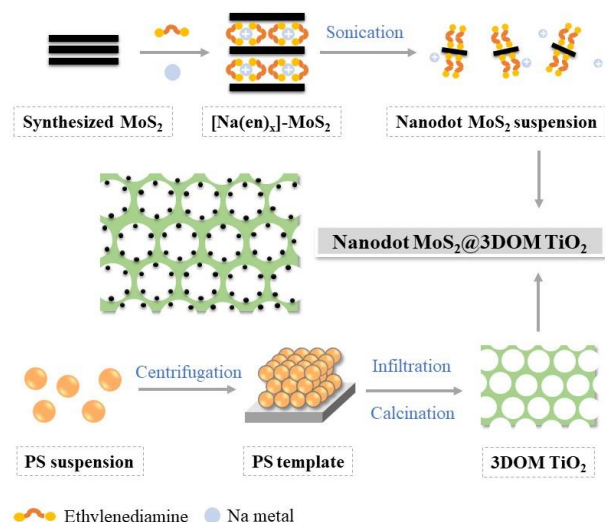 Sonication
Synthesized MoS₂
[Na(en)ₓ]-MoS₂
Nanodot MoS₂ suspension
Nanodot MoS₂@3DOM TiO₂
Centrifugation
Infiltration
Calcination
PS suspension
PS template
3DOM TiO₂
Ethylenediamine
Na metal